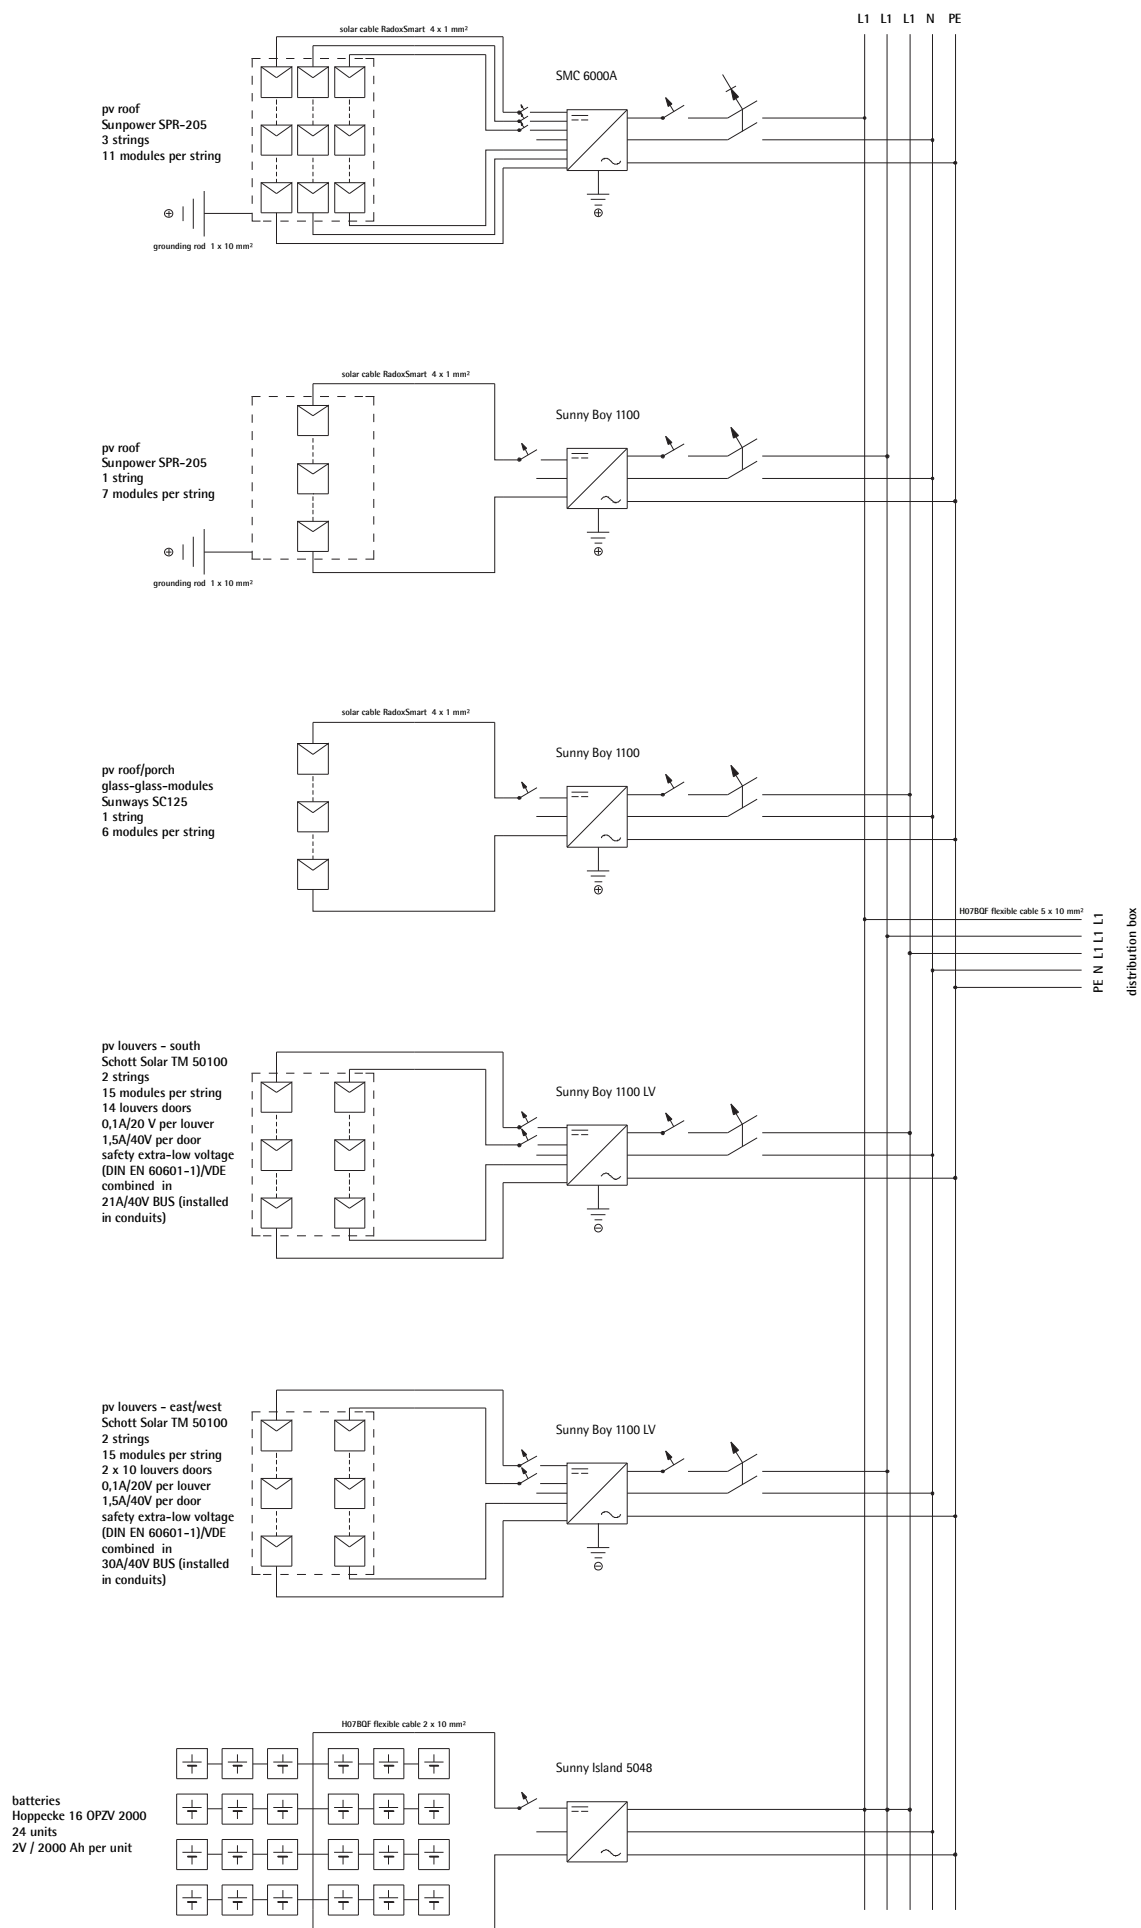 L1 L1 L1 N PE
solar cable RadoxSmart 4 x 1 mm²
SMC 6000A
pv roof
Sunpower SPR-205
3 strings
11 modules per string
grounding rod 1 x 10 mm²
solar cable RadoxSmart 4 x 1 mm²
Sunny Boy 1100
pv roof
Sunpower SPR-205
1 string
7 modules per string
grounding rod 1 x 10 mm²
solar cable RadoxSmart 4 x 1 mm²
Sunny Boy 1100
pv roof/porch
glass-glass-modules
Sunways SC125
1 string
6 modules per string
H07BQF flexible cable 5 x 10 mm²
PE N L1 L1 L1
distribution box
pv louvers - south
Schott Solar TM 50100
2 strings
15 modules per string
14 louvers doors
0,1A/20 V per louver
1,5A/40V per door
safety extra-low voltage
(DIN EN 60601-1)/VDE
combined in
21A/40V BUS (installed
in conduits)
Sunny Boy 1100 LV
pv louvers - east/west
Schott Solar TM 50100
2 strings
15 modules per string
2 x 10 louvers doors
0,1A/20V per louver
1,5A/40V per door
safety extra-low voltage
(DIN EN 60601-1)/VDE
combined in
30A/40V BUS (installed
in conduits)
Sunny Boy 1100 LV
H07BQF flexible cable 2 x 10 mm²
Sunny Island 5048
batteries
Hoppecke 16 OPZV 2000
24 units
2V / 2000 Ah per unit